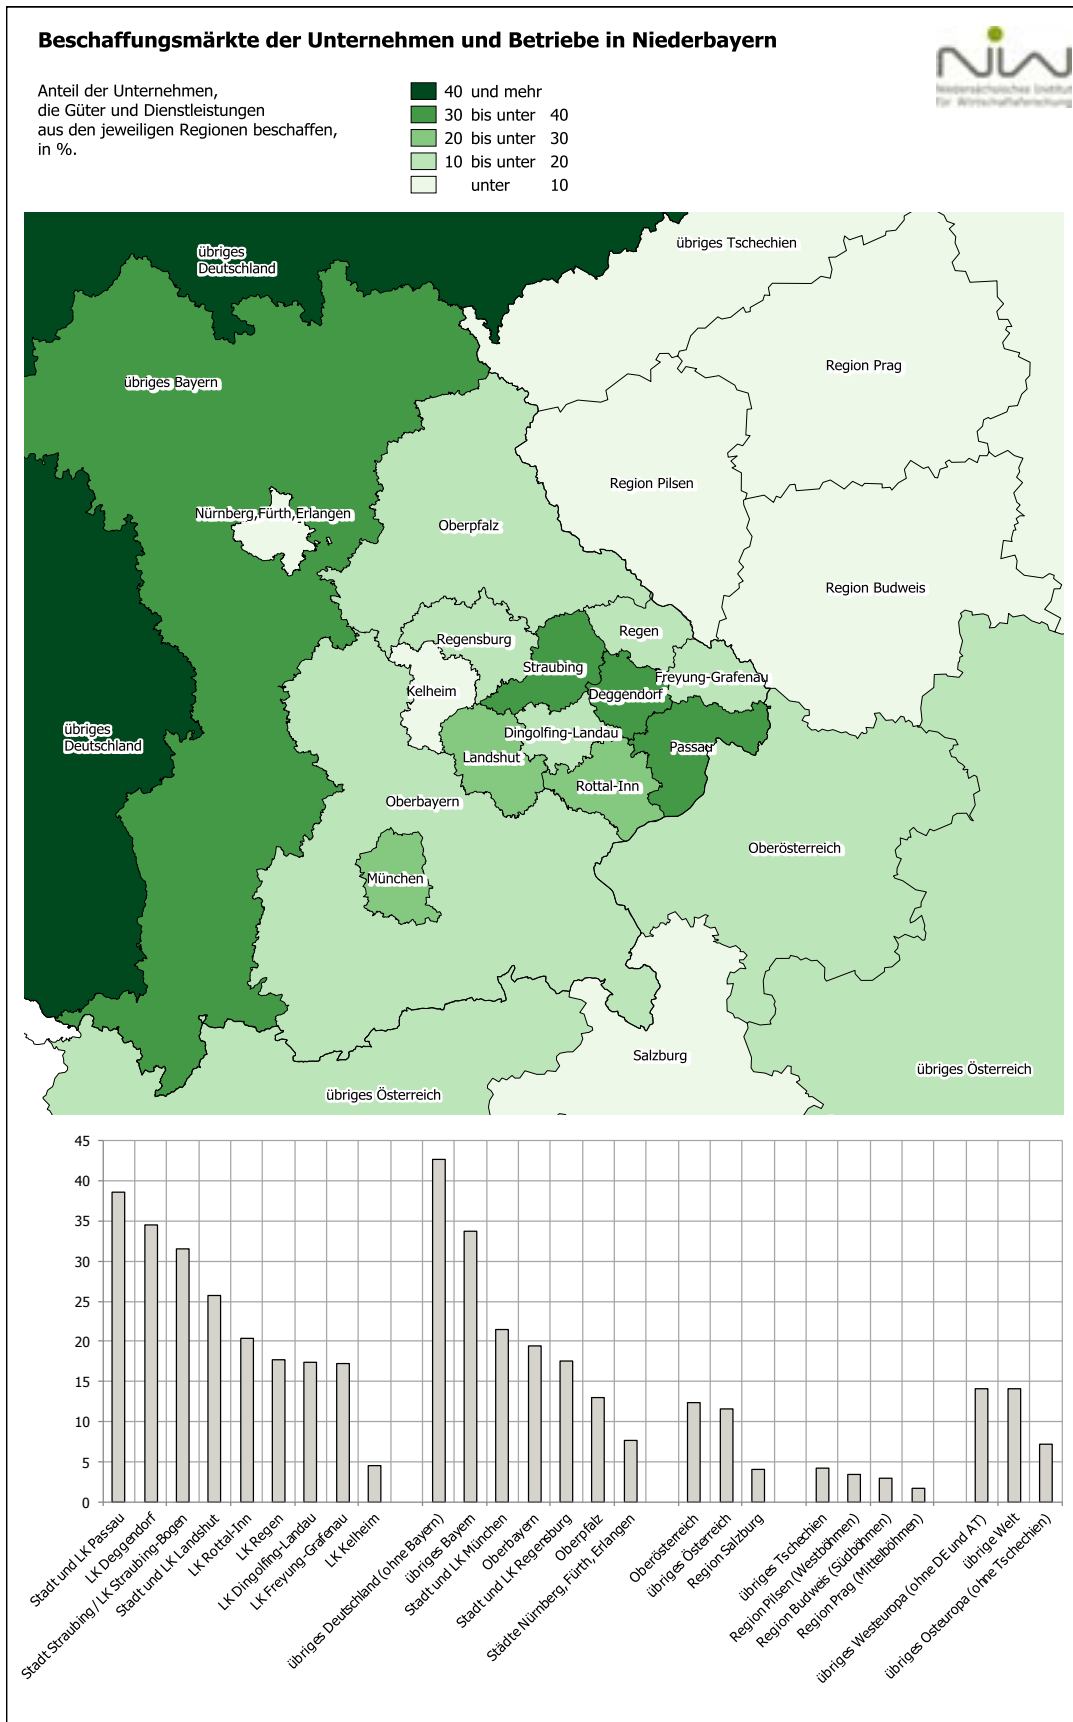 Beschaffungsmärkte der Unternehmen und Betriebe in Niederbayern
NIW
Niedersächsisches Institut
für Wirtschaftsforschung
Anteil der Unternehmen,
die Güter und Dienstleistungen
aus den jeweiligen Regionen beschaffen,
in %.
40 und mehr
30 bis unter 40
20 bis unter 30
10 bis unter 20
unter 10
übriges Tschechien
übriges
Deutschland
Region Prag
übriges Bayern
Region Pilsen
Nürnberg,Fürth,Erlangen
Oberpfalz
Region Budweis
Regen
Regensburg
Straubing
Freyung-Grafenau
Kelheim
Deggendorf
übriges
Deutschland
Dingolfing-Landau
Passau
Landshut
Rottal-Inn
Oberbayern
Oberösterreich
München
Salzburg
übriges Österreich
übriges Österreich
45
40
35
30
25
20
15
10
5
0
Stadt und LK Passau
LK Deggendorf
Stadt Straubing / LK Straubing-Bogen
Stadt und LK Landshut
LK Rottal-Inn
LK Regen
LK Dingolfing-Landau
LK Freyung-Grafenau
LK Kelheim
übriges Deutschland (ohne Bayern)
übriges Bayern
Stadt und LK München
Oberbayern
Stadt und LK Regensburg
Oberpfalz
Städte Nürnberg, Fürth, Erlangen
Oberösterreich
übriges Österreich
Region Salzburg
übriges Tschechien
Region Pilsen (Westböhmen)
Region Budweis (Südböhmen)
Region Prag (Mittelböhmen)
übriges Westeuropa (ohne DE und AT)
übrige Welt
übriges Osteuropa (ohne Tschechien)